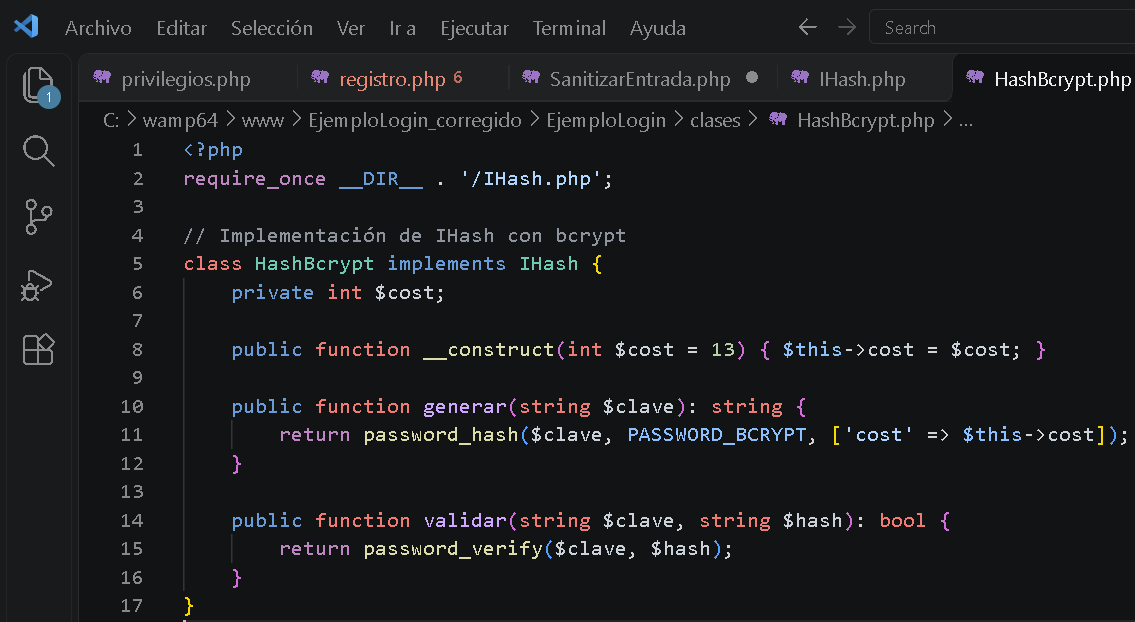 Archivo Editar Selección Ver Ir a Ejecutar Terminal Ayuda Search
privilegios.php registro.php 6 SanitizarEntrada.php IHash.php HashBcrypt.php
1
C: > wamp64 > www > EjemploLogin_corregido > EjemploLogin > clases > HashBcrypt.php > ...
1 <?php
2 require_once __DIR__ . '/IHash.php';
3
4 // Implementación de IHash con bcrypt
5 class HashBcrypt implements IHash {
6 private int $cost;
7
8 public function __construct(int $cost = 13) { $this->cost = $cost; }
9
10 public function generar(string $clave): string {
11 return password_hash($clave, PASSWORD_BCRYPT, ['cost' => $this->cost]);
12 }
13
14 public function validar(string $clave, string $hash): bool {
15 return password_verify($clave, $hash);
16 }
17 }